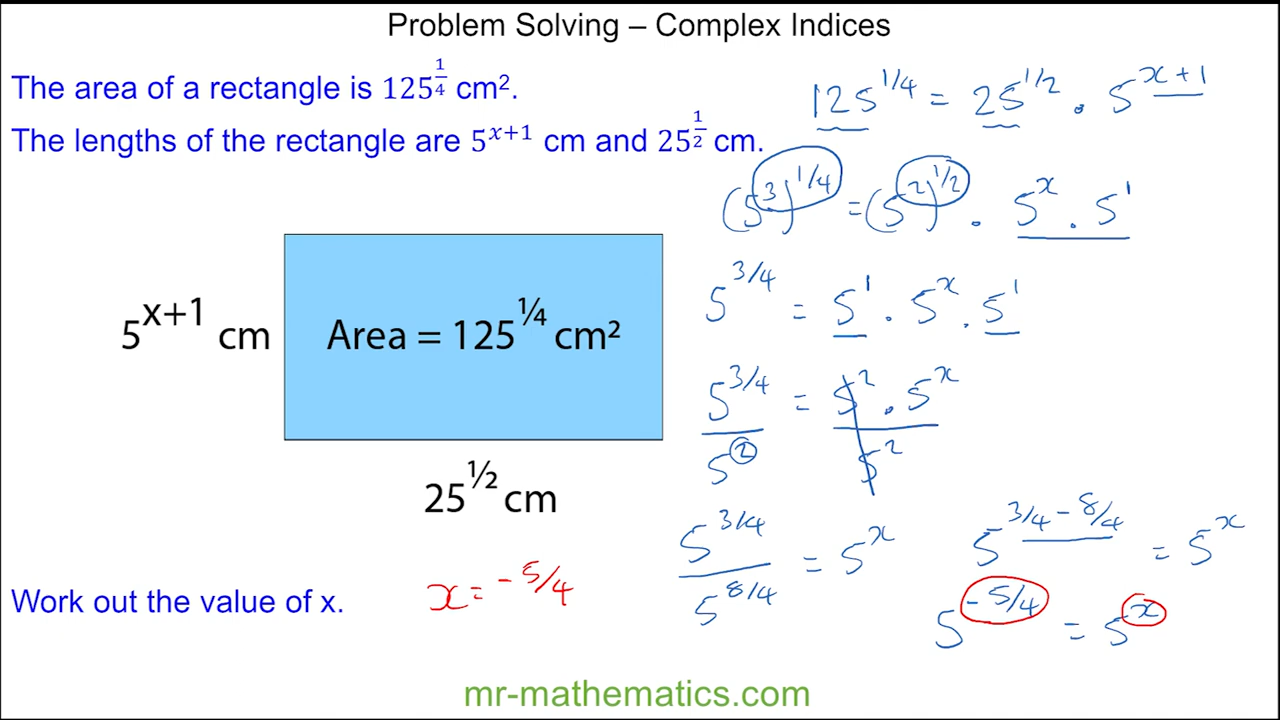 Problem Solving – Complex Indices
The area of a rectangle is 125^(1/4) cm².
The lengths of the rectangle are 5^(x+1) cm and 25^(1/2) cm.
5^(x+1) cm
Area = 125^(¼) cm²
25^(½) cm
Work out the value of x.
x = -5/4
125^(1/4) = 25^(1/2) . 5^(x+1)
(5^3)^(1/4) = (5^2)^(1/2) . 5^x . 5^1
5^(3/4) = 5^1 . 5^x . 5^1
5^(3/4) / 5^2 = 5^2 . 5^x / 5^2
5^(3/4) / 5^(8/4) = 5^x
5^(3/4 - 8/4) = 5^x
5^(-5/4) = 5^x
mr-mathematics.com